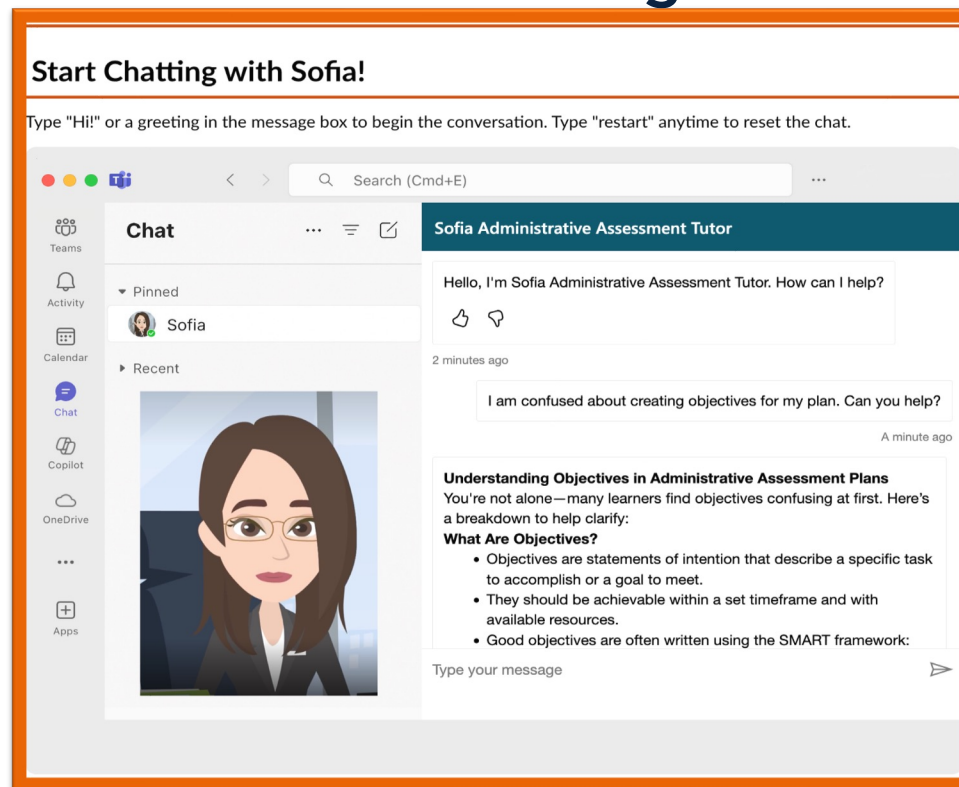 Start Chatting with Sofia!
Type "Hi!" or a greeting in the message box to begin the conversation. Type "restart" anytime to reset the chat.
Search (Cmd+E)
Teams
Activity
Calendar
Chat
Copilot
OneDrive
Apps
Chat
Pinned
Sofia
Recent
Sofia Administrative Assessment Tutor
Hello, I'm Sofia Administrative Assessment Tutor. How can I help?
2 minutes ago
I am confused about creating objectives for my plan. Can you help?
A minute ago
Understanding Objectives in Administrative Assessment Plans
You're not alone—many learners find objectives confusing at first. Here's
a breakdown to help clarify:
What Are Objectives?
• Objectives are statements of intention that describe a specific task
to accomplish or a goal to meet.
• They should be achievable within a set timeframe and with
available resources.
• Good objectives are often written using the SMART framework:
Type your message